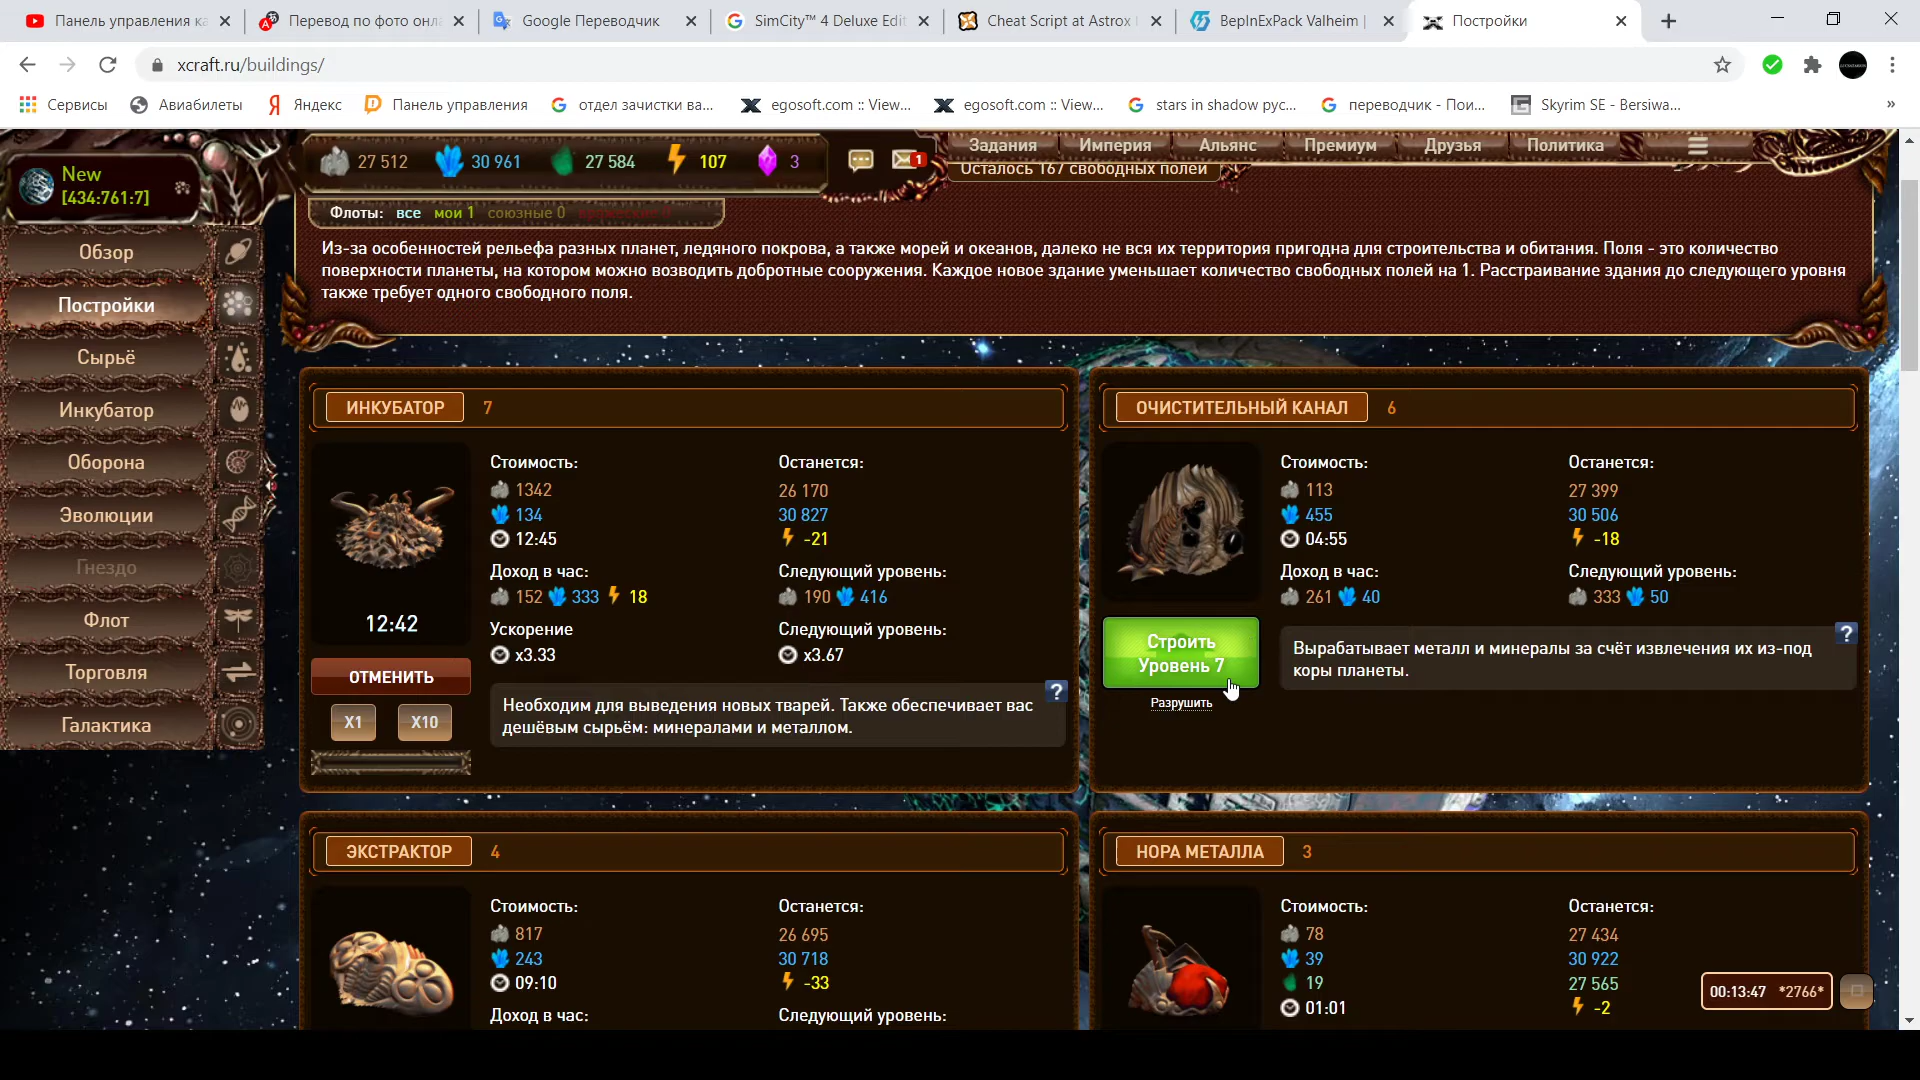 Панель управления ка
Перевод по фото онл
Google Переводчик
SimCity™ 4 Deluxe Edit
Cheat Script at Astrox I
BepInExPack Valheim |
Постройки
xcraft.ru/buildings/
Сервисы
Авиабилеты
Яндекс
Панель управления
отдел зачистки ва...
egosoft.com :: View...
egosoft.com :: View...
stars in shadow рус...
переводчик - Пои...
Skyrim SE - Bersiwa...
»
New
[434:761:7]
27 512 30 961 27 584 107 3
1
Задания Империя Альянс Премиум Друзья Политика
Осталось 167 свободных полей
Флоты: все мои 1 союзные 0
Из-за особенностей рельефа разных планет, ледяного покрова, а также морей и океанов, далеко не вся их территория пригодна для строительства и обитания. Поля - это количество
поверхности планеты, на котором можно возводить добротные сооружения. Каждое новое здание уменьшает количество свободных полей на 1. Расстраивание здания до следующего уровня
также требует одного свободного поля.
Обзор
Постройки
Сырьё
Инкубатор
Оборона
Эволюции
Гнездо
Флот
Торговля
Галактика
ИНКУБАТОР 7
Стоимость: Останется:
1342 26 170
134 30 827
12:45 -21
Доход в час: Следующий уровень:
152 333 18 190 416
12:42
Ускорение Следующий уровень:
x3.33 x3.67
ОТМЕНИТЬ
X1 X10
Необходим для выведения новых тварей. Также обеспечивает вас
дешёвым сырьём: минералами и металлом.
?
ОЧИСТИТЕЛЬНЫЙ КАНАЛ 6
Стоимость: Останется:
113 27 399
455 30 506
04:55 -18
Доход в час: Следующий уровень:
261 40 333 50
Строить
Уровень 7
Разрушить
Вырабатывает металл и минералы за счёт извлечения их из-под
коры планеты.
?
ЭКСТРАКТОР 4
Стоимость: Останется:
817 26 695
243 30 718
09:10 -33
Доход в час: Следующий уровень:
НОРА МЕТАЛЛА 3
Стоимость: Останется:
78 27 434
39 30 922
19 27 565
01:01 -2
00:13:47 *2766*